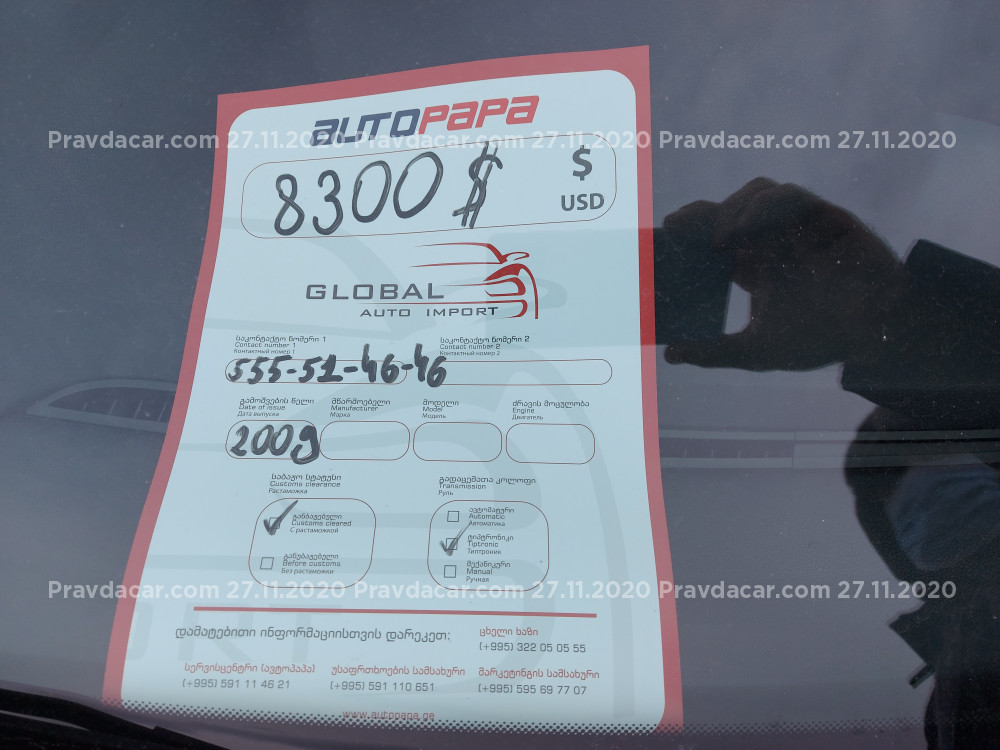 AUTOPAPA
Pravdacar.com 27.11.2020 Pravdacar.com 27.11.2020 Pravdacar.com 27.11.2020
8300 $ $
USD
GLOBAL
AUTO IMPORT
საკონტაქტო ნომერი 1 საკონტაქტო ნომერი 2
Contact number 1 Contact number 2
Контактный номер 1 Контактный номер 2
555-51-46-46
გამოშვების წელი მწარმოებელი მოდელი ძრავის მოცულობა
Date of issue Manufacturer Model Engine
Дата выпуска Марка Модель Двигатель
2009
საბაჟო სტატუსი გადაცემათა კოლოფი
Customs clearance Transmission
Растаможка Руль
განბაჟებული ავტომატური
Customs cleared Automatic
С растаможкой Автоматика
ტიპტრონიკი
Tiptronic
Типтроник
განუბაჟებელი მექანიკური
Before customs Manual
Без растаможки Ручная
Pravdacar.com 27.11.2020 Pravdacar.com 27.11.2020 Pravdacar.com 27.11.2020
დამატებითი ინფორმაციისთვის დარეკეთ: ცხელი ხაზი
(+995) 322 05 05 55
სერვისცენტრი (ავტოპაპა) უსაფრთხოების სამსახური მარკეტინგის სამსახური
(+995) 591 11 46 21 (+995) 591 110 651 (+995) 595 69 77 07
www.autopapa.ge